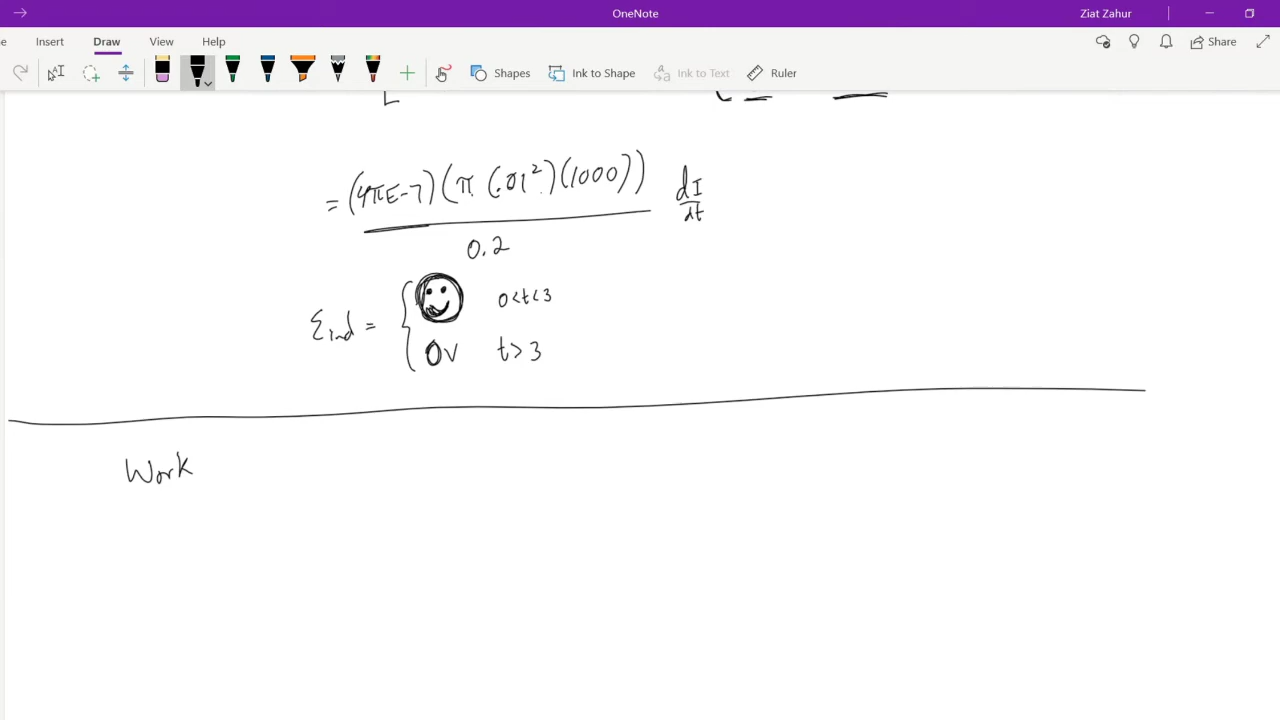 OneNote
Ziat Zahur
Insert Draw View Help
Share
Shapes Ink to Shape Ink to Text Ruler
= (4πE-7)(π(.01²)(1000)) dI
0.2 dt
0<t<3
Ɛind = {
0V t>3
Work